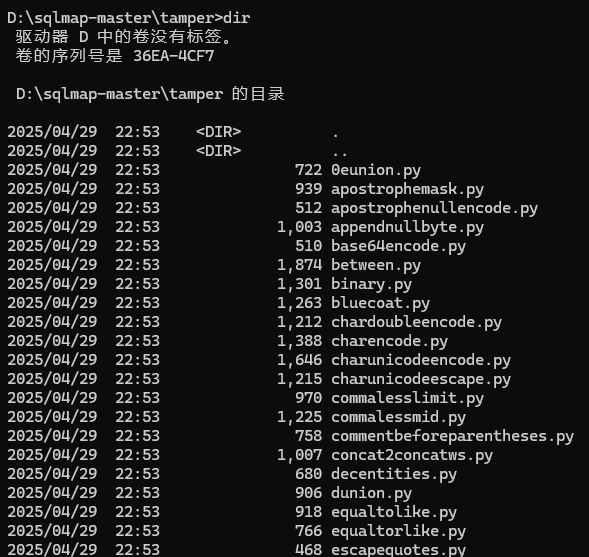 D:\sqlmap-master\tamper>dir
驱动器 D 中的卷没有标签。
卷的序列号是 36EA-4CF7
D:\sqlmap-master\tamper 的目录
2025/04/29  22:53    <DIR>          .
2025/04/29  22:53    <DIR>          ..
2025/04/29  22:53               722 0eunion.py
2025/04/29  22:53               939 apostrophemask.py
2025/04/29  22:53               512 apostrophenullencode.py
2025/04/29  22:53             1,003 appendnullbyte.py
2025/04/29  22:53               510 base64encode.py
2025/04/29  22:53             1,874 between.py
2025/04/29  22:53             1,301 binary.py
2025/04/29  22:53             1,263 bluecoat.py
2025/04/29  22:53             1,212 chardoubleencode.py
2025/04/29  22:53             1,388 charencode.py
2025/04/29  22:53             1,646 charunicodeencode.py
2025/04/29  22:53             1,215 charunicodeescape.py
2025/04/29  22:53               970 commalesslimit.py
2025/04/29  22:53             1,225 commalessmid.py
2025/04/29  22:53               758 commentbeforeparentheses.py
2025/04/29  22:53             1,007 concat2concatws.py
2025/04/29  22:53               680 decentities.py
2025/04/29  22:53               906 dunion.py
2025/04/29  22:53               918 equaltolike.py
2025/04/29  22:53               766 equaltorlike.py
2025/04/29  22:53               468 escapequotes.py